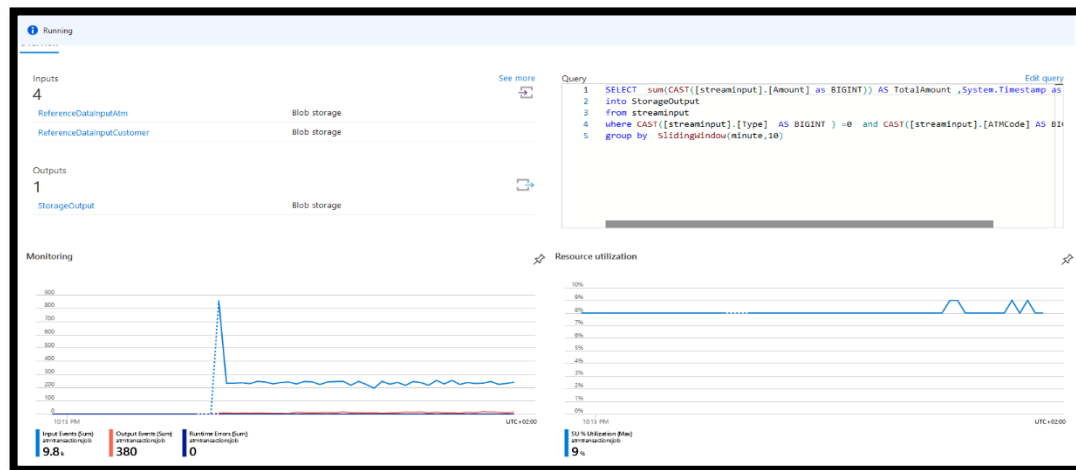 Running
Overview
Inputs
4
See more
ReferenceDataInputAtm Blob storage
ReferenceDataInputCustomer Blob storage
Outputs
1
StorageOutput Blob storage
Query
Edit query
1 SELECT sum(CAST([streaminput].[Amount] as BIGINT)) AS TotalAmount ,System.Timestamp as
2 into StorageOutput
3 from streaminput
4 where CAST([streaminput].[Type] AS BIGINT ) =0 and CAST([streaminput].[ATMCode] AS BI
5 group by SlidingWindow(minute,10)
Monitoring
900
800
700
600
500
400
300
200
100
0
10:15 PM UTC+02:00
Input Events (Sum)
atmtransactionsjob
9.8 k
Output Events (Sum)
atmtransactionsjob
380
Runtime Errors (Sum)
atmtransactionsjob
0
Resource utilization
10%
9%
8%
7%
6%
5%
4%
3%
2%
1%
0%
10:15 PM UTC+02:00
SU % Utilization (Max)
atmtransactionsjob
9 %